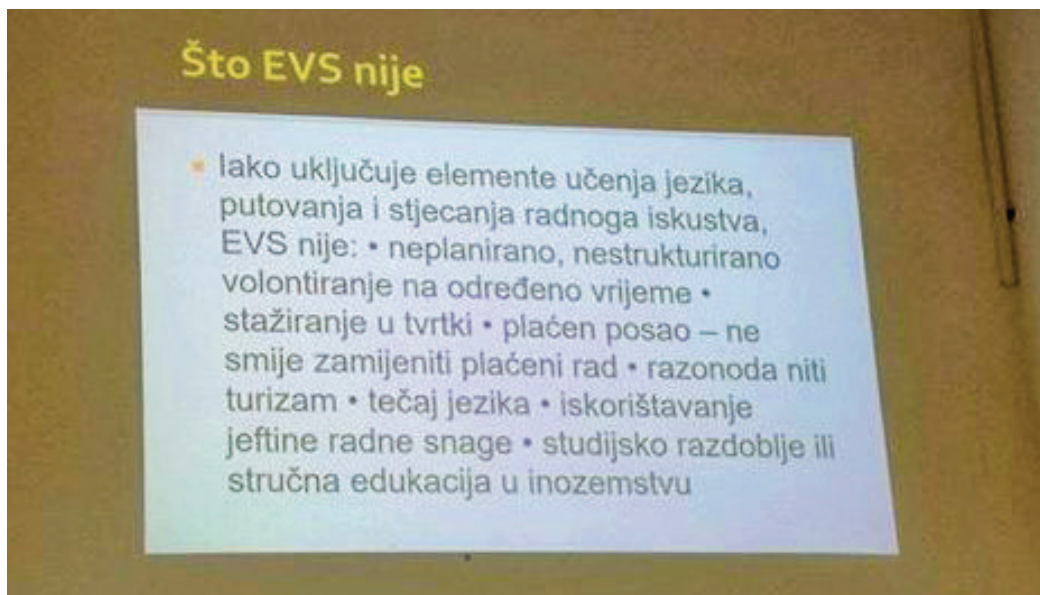 Što EVS nije
• Iako uključuje elemente učenja jezika,
putovanja i stjecanja radnoga iskustva,
EVS nije: • neplanirano, nestrukturirano
volontiranje na određeno vrijeme •
stažiranje u tvrtki • plaćen posao – ne
smije zamijeniti plaćeni rad • razonoda niti
turizam • tečaj jezika • iskorištavanje
jeftine radne snage • studijsko razdoblje ili
stručna edukacija u inozemstvu